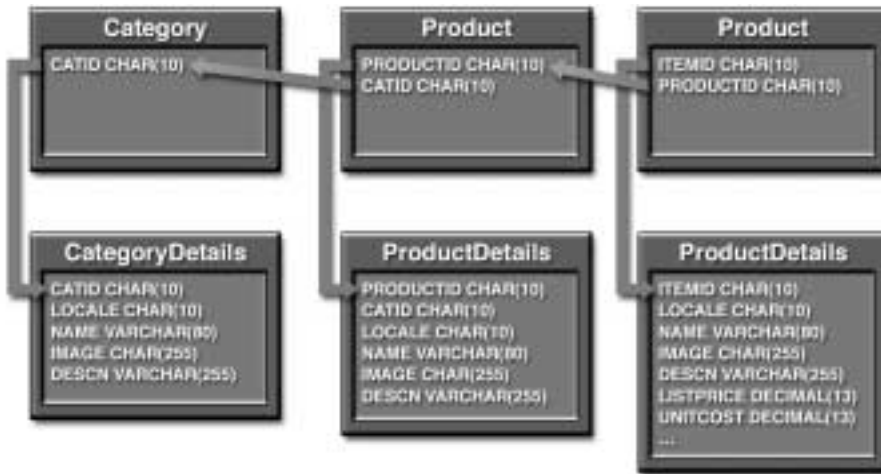 Category
CATID CHAR(10)
Product
PRODUCTID CHAR(10)
CATID CHAR(10)
Product
ITEMID CHAR(10)
PRODUCTID CHAR(10)
CategoryDetails
CATID CHAR(10)
LOCALE CHAR(10)
NAME VARCHAR(80)
IMAGE CHAR(255)
DESCN VARCHAR(255)
ProductDetails
PRODUCTID CHAR(10)
CATID CHAR(10)
LOCALE CHAR(10)
NAME VARCHAR(80)
IMAGE CHAR(255)
DESCN VARCHAR(255)
ProductDetails
ITEMID CHAR(10)
LOCALE CHAR(10)
NAME VARCHAR(80)
IMAGE CHAR(255)
DESCN VARCHAR(255)
LISTPRICE DECIMAL(13)
UNITCOST DECIMAL(13)
...